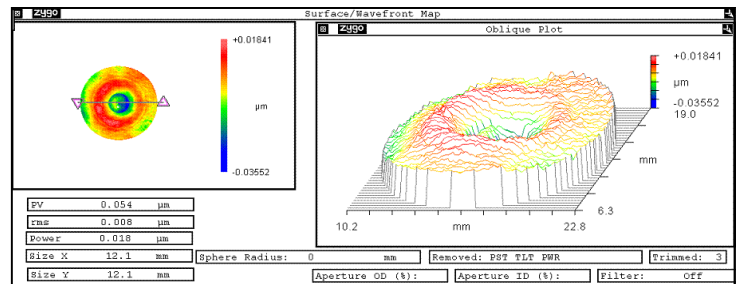 Surface/Wavefront Map
zygo
+0.01841
µm
-0.03552
zygo
Oblique Plot
+0.01841
µm
-0.03552
19.0
mm
6.3
10.2
mm
22.8
PV 0.054 µm
rms 0.008 µm
Power 0.018 µm
Size X 12.1 mm
Size Y 12.1 mm
Sphere Radius: 0 mm
Removed: PST TLT PWR
Trimmed: 3
Aperture OD (%):
Aperture ID (%):
Filter: Off